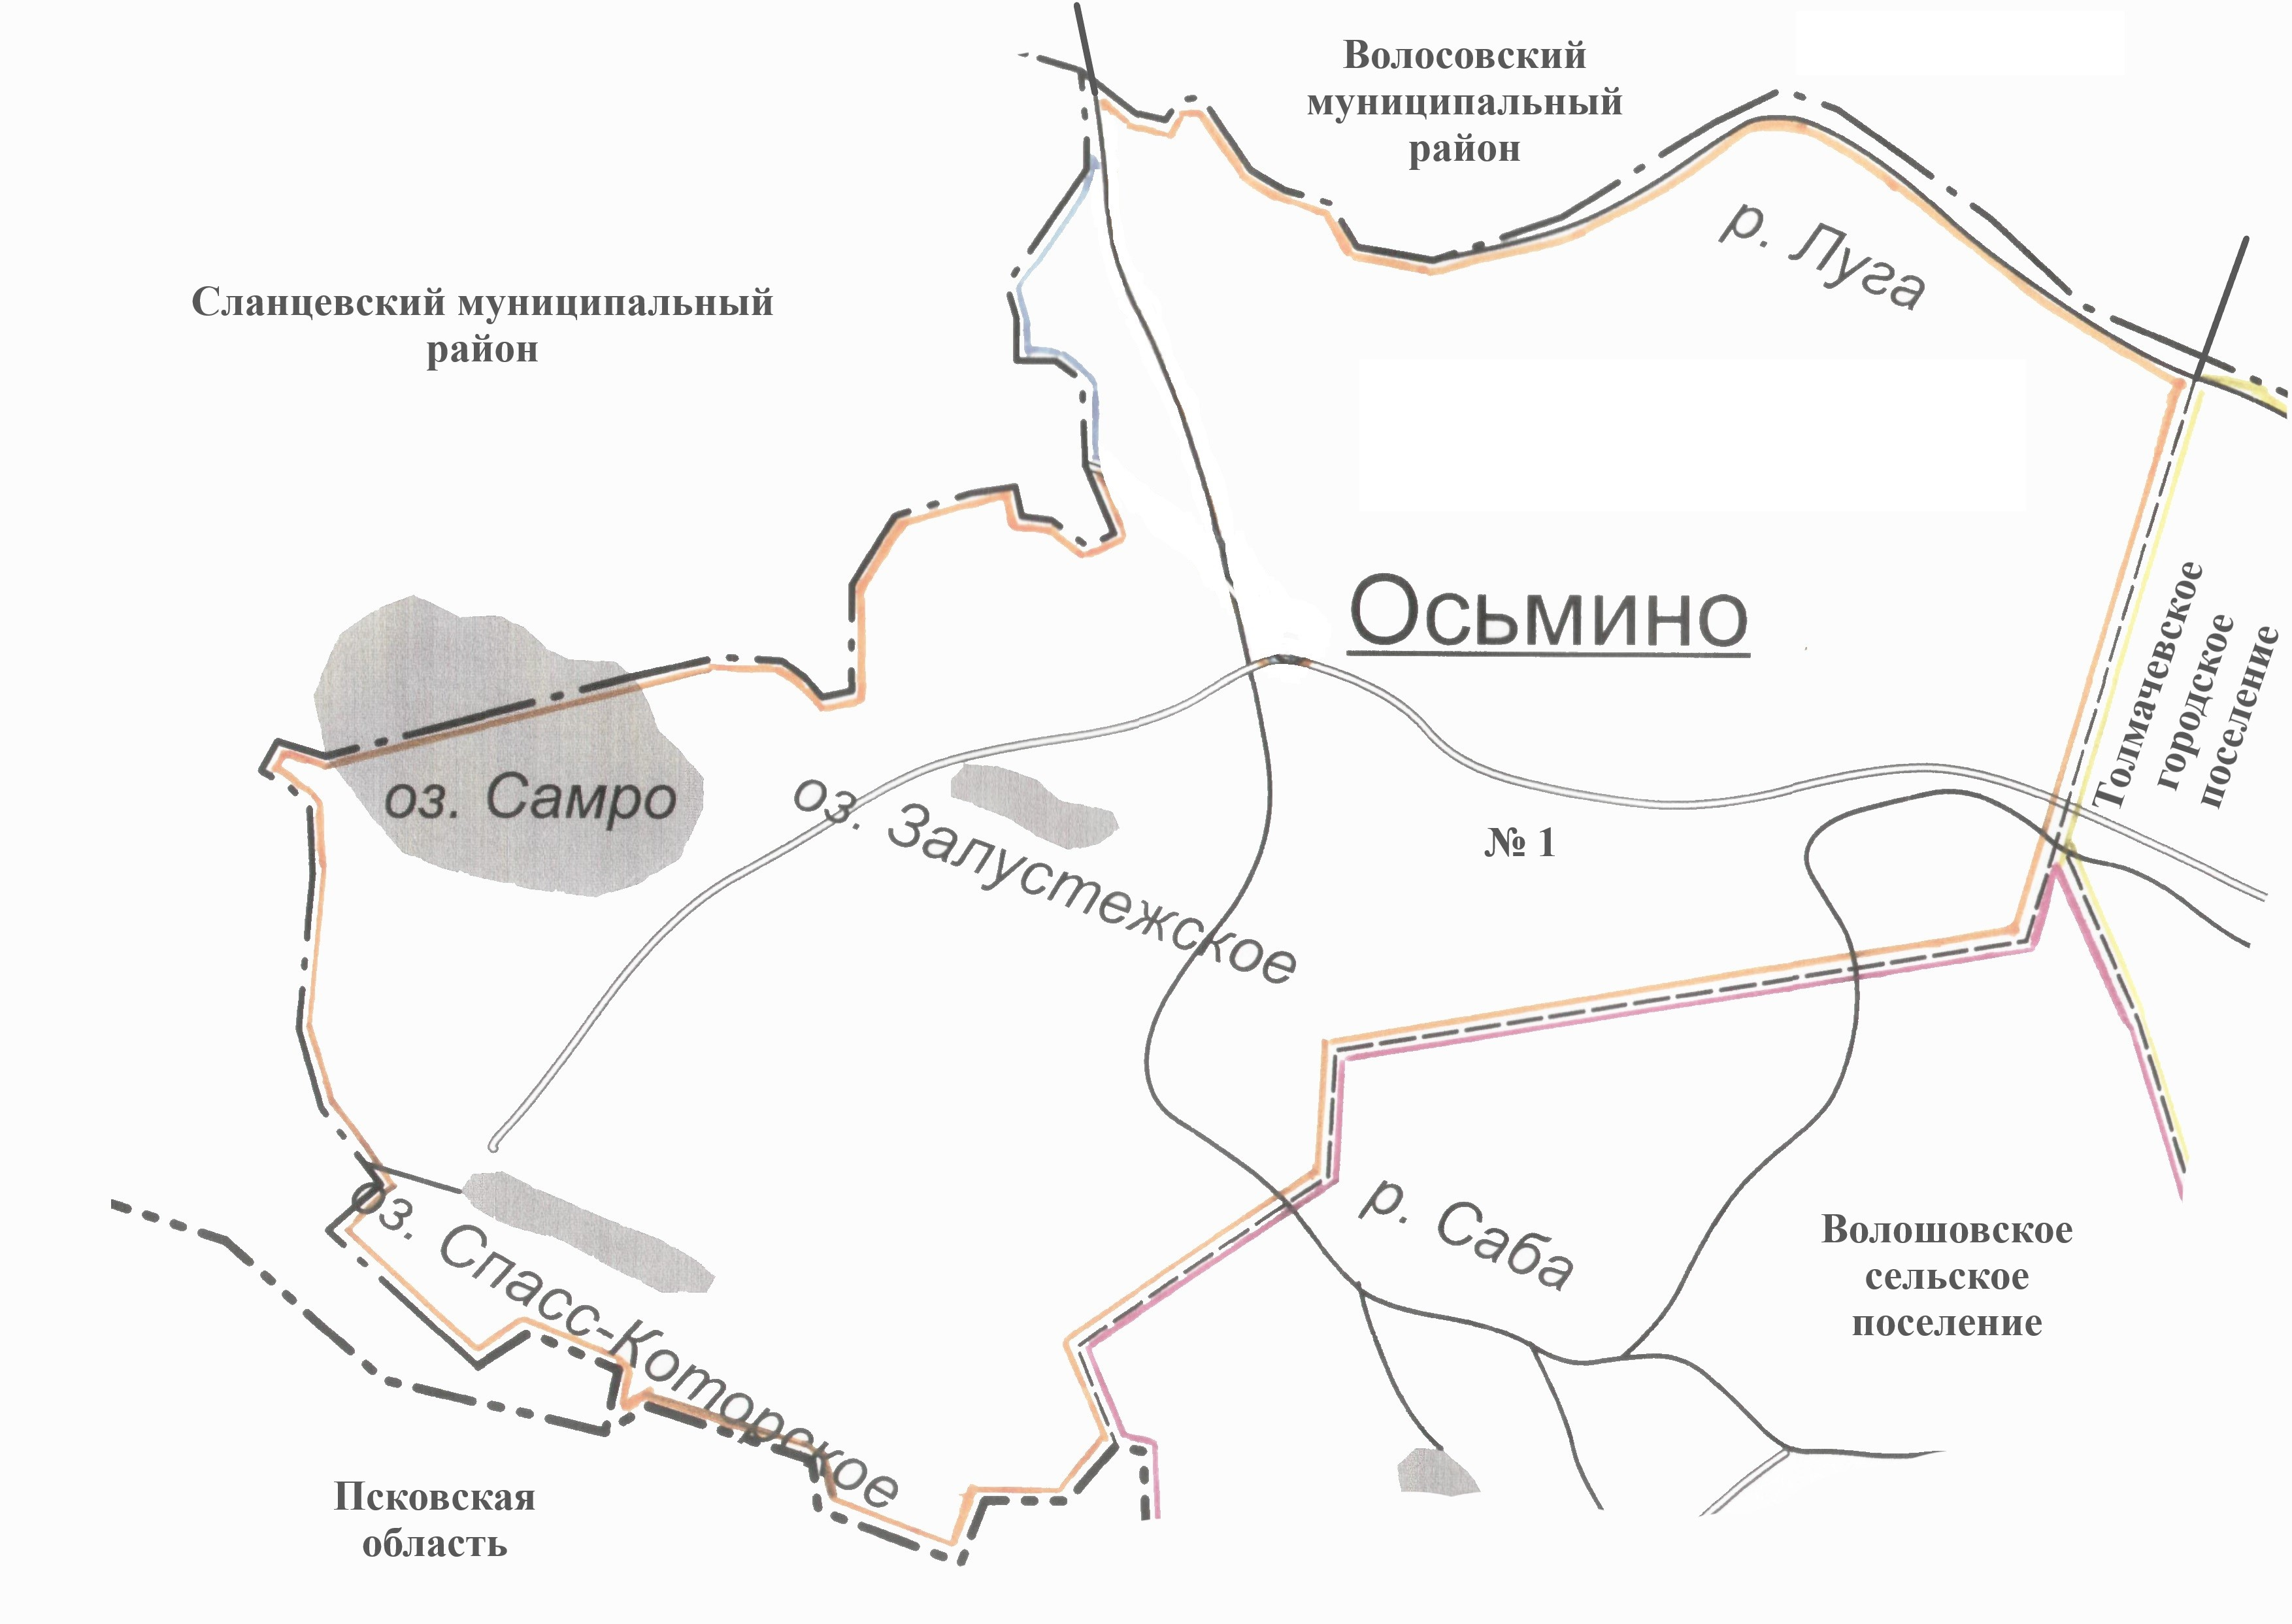 Волосовский
муниципальный
район
р. Луга
Сланцевский муниципальный
район
Осьмино
Толмачевское
городское
поселение
оз. Самро
оз. Залустежское
№ 1
р. Саба
оз. Спасс-Которское
Волошовское
сельское
поселение
Псковская
область